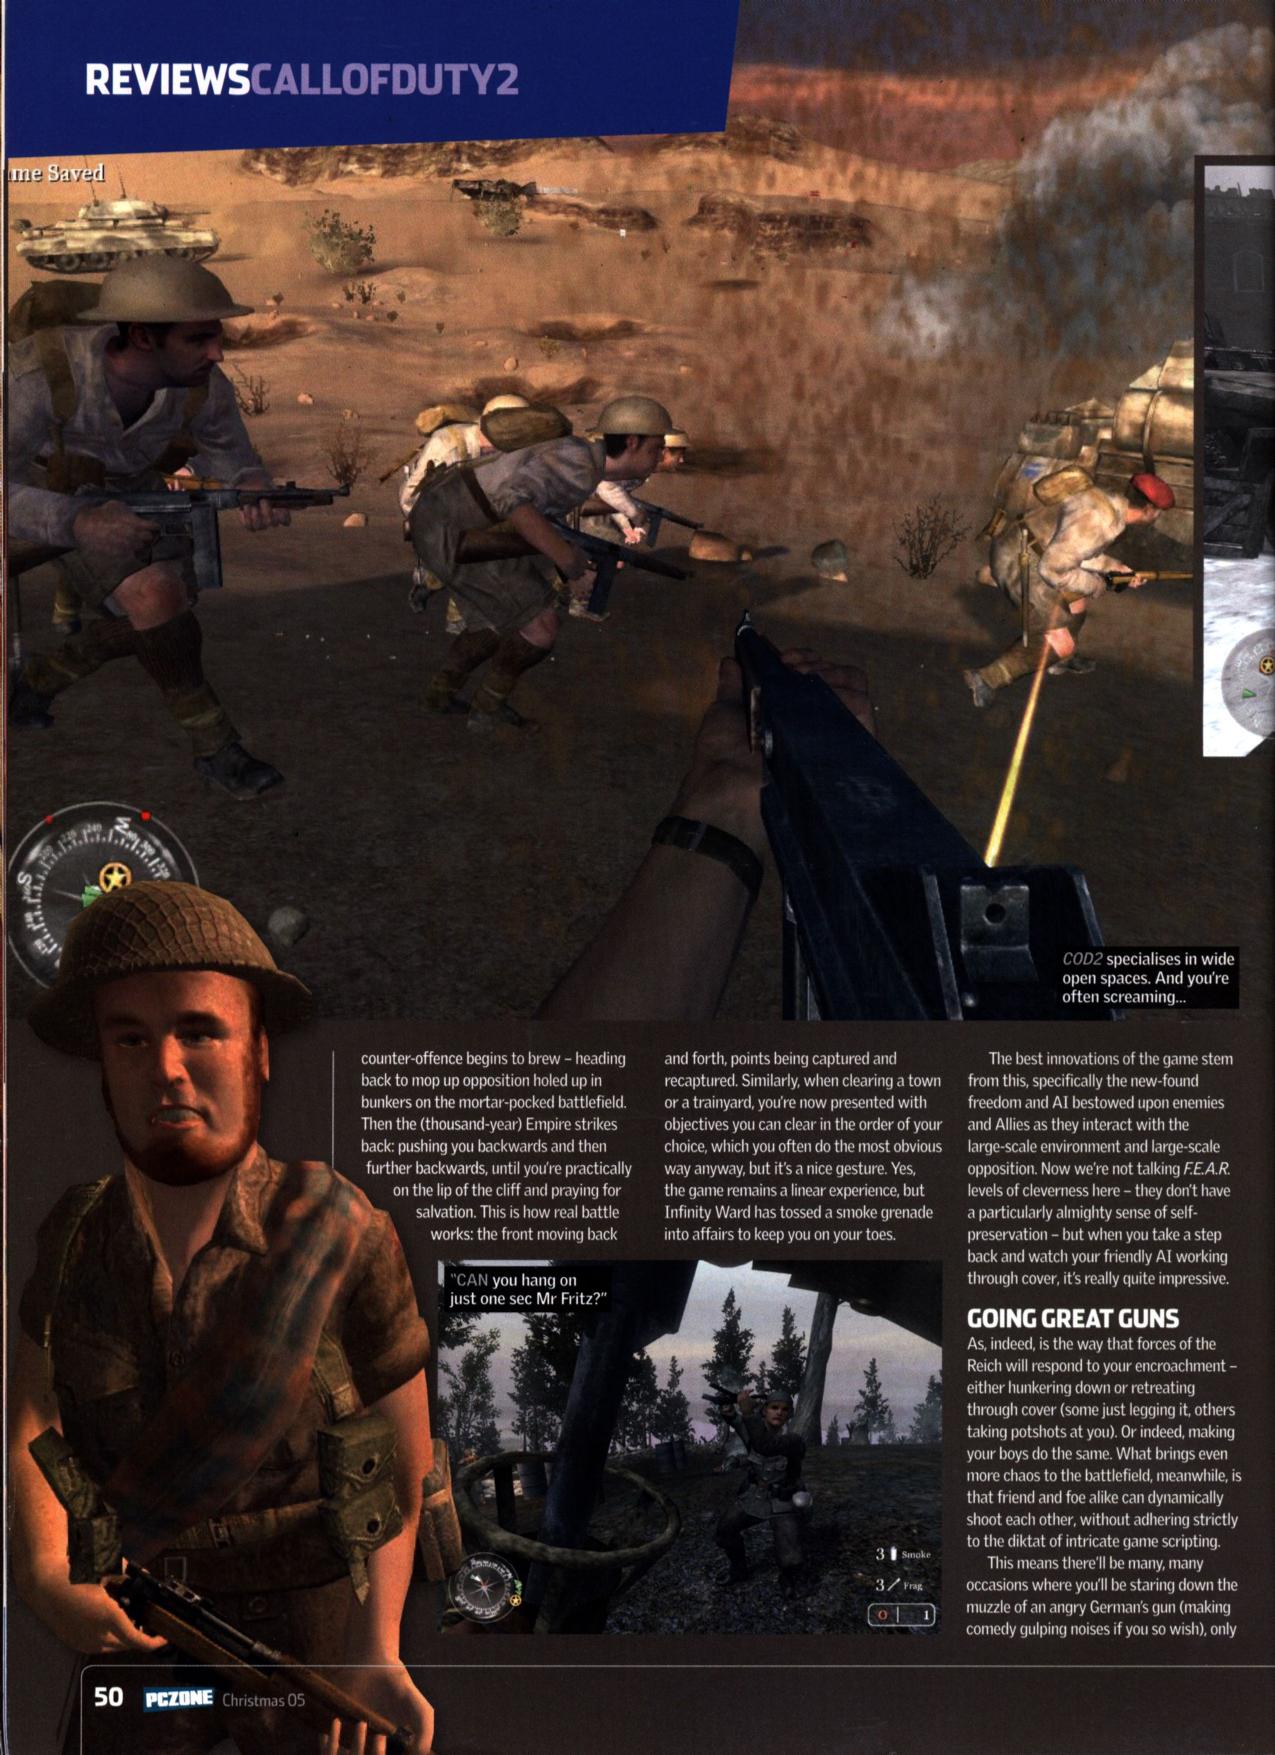 REVIEWSCALLOFDUTY2
me Saved
COD2 specialises in wide
open spaces. And you're
often screaming...
counter-offence begins to brew – heading
back to mop up opposition holed up in
bunkers on the mortar-pocked battlefield.
Then the (thousand-year) Empire strikes
back: pushing you backwards and then
further backwards, until you're practically
on the lip of the cliff and praying for
salvation. This is how real battle
works: the front moving back
and forth, points being captured and
recaptured. Similarly, when clearing a town
or a trainyard, you're now presented with
objectives you can clear in the order of your
choice, which you often do the most obvious
way anyway, but it's a nice gesture. Yes,
the game remains a linear experience, but
Infinity Ward has tossed a smoke grenade
into affairs to keep you on your toes.
"CAN you hang on
just one sec Mr Fritz?"
3 Smoke
3 Frag
0 1
The best innovations of the game stem
from this, specifically the new-found
freedom and AI bestowed upon enemies
and Allies as they interact with the
large-scale environment and large-scale
opposition. Now we're not talking F.E.A.R.
levels of cleverness here – they don't have
a particularly almighty sense of self-
preservation – but when you take a step
back and watch your friendly AI working
through cover, it's really quite impressive.
GOING GREAT GUNS
As, indeed, is the way that forces of the
Reich will respond to your encroachment –
either hunkering down or retreating
through cover (some just legging it, others
taking potshots at you). Or indeed, making
your boys do the same. What brings even
more chaos to the battlefield, meanwhile, is
that friend and foe alike can dynamically
shoot each other, without adhering strictly
to the diktat of intricate game scripting.
This means there'll be many, many
occasions where you'll be staring down the
muzzle of an angry German's gun (making
comedy gulping noises if you so wish), only
50 PCZONE Christmas 05